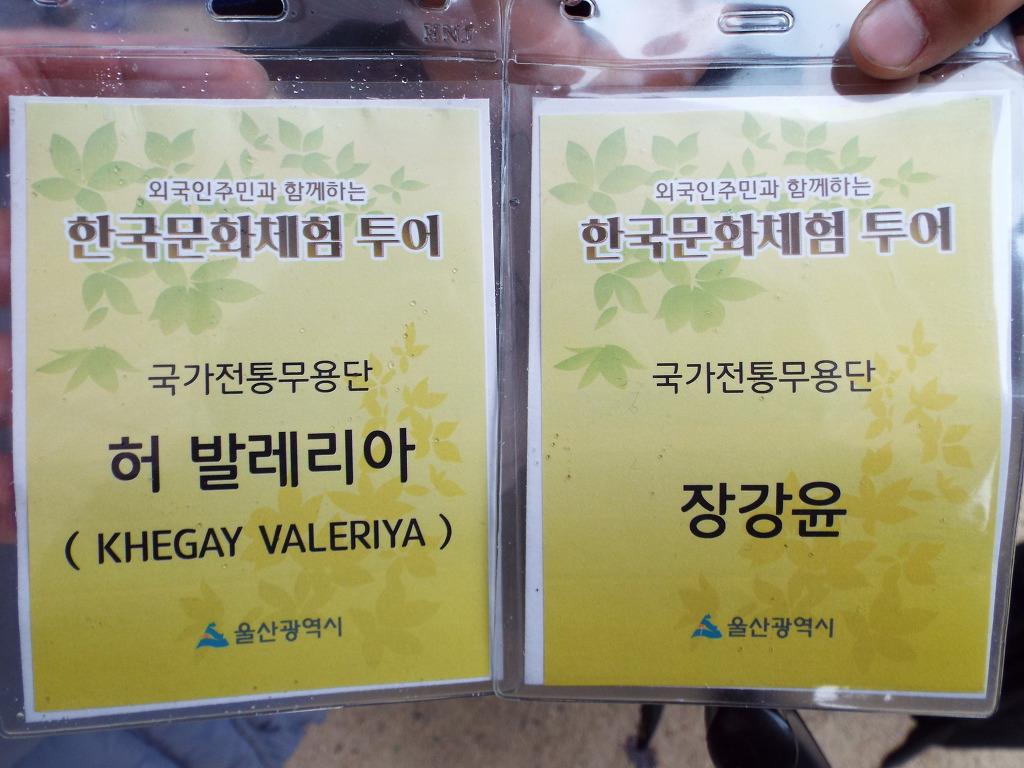 HNJ
외국인주민과 함께하는
한국문화체험 투어
국가전통무용단
허 발레리아
( KHEGAY VALERIYA )
울산광역시
외국인주민과 함께하는
한국문화체험 투어
국가전통무용단
장강윤
울산광역시